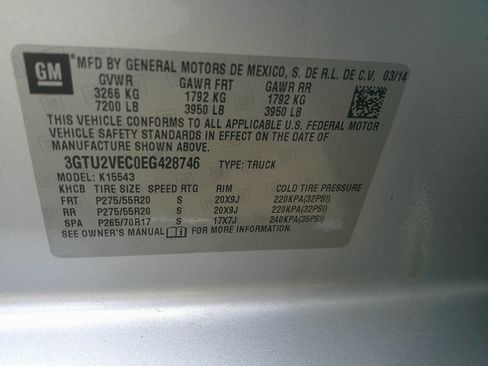 GM
MFD BY GENERAL MOTORS DE MEXICO, S. DE R.L. DE C.V. 03/14
GVWR GAWR FRT GAWR RR
3266 KG 1792 KG 1792 KG
7200 LB 3950 LB 3950 LB
THIS VEHICLE CONFORMS TO ALL APPLICABLE U.S. FEDERAL MOTOR
VEHICLE SAFETY STANDARDS IN EFFECT ON THE DATE OF
MANUFACTURE SHOWN ABOVE.
3GTU2VEC0EG428746 TYPE: TRUCK
MODEL: K15543
KHCB TIRE SIZE SPEED RTG RIM COLD TIRE PRESSURE
FRT P275/55R20 S 20X9J 220KPA(32PSI)
RR P275/55R20 S 20X9J 220KPA(32PSI)
SPA P265/70R17 S 17X7J 240KPA(35PSI)
SEE OWNER'S MANUAL FOR MORE INFORMATION